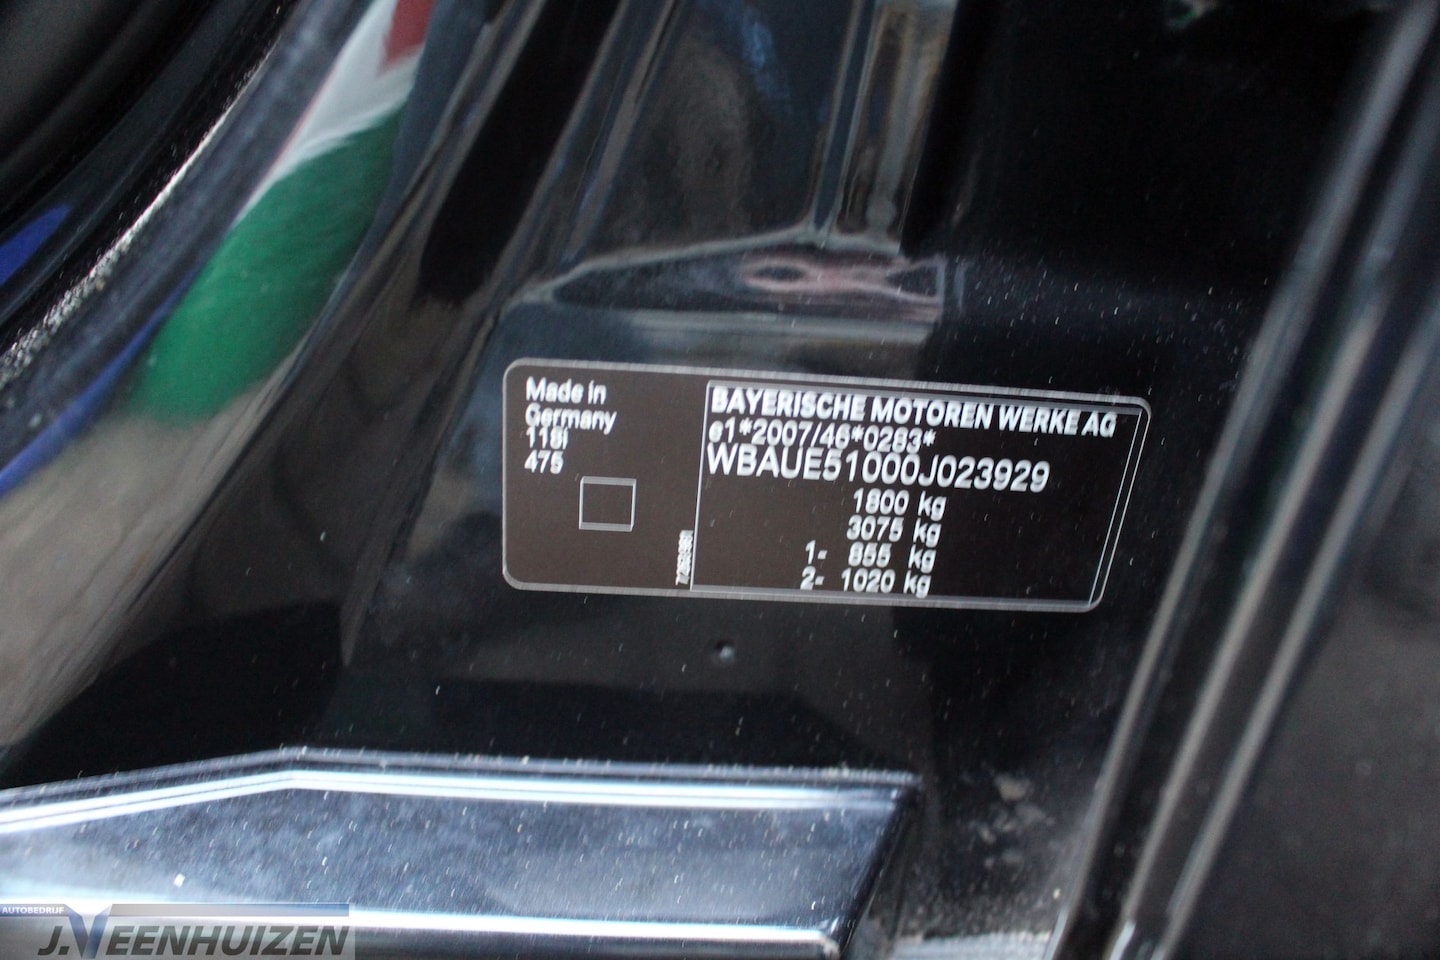 Made in
Germany
118i
475
BAYERISCHE MOTOREN WERKE AG
e1*2007/46*0283*
WBAUE51000J023929
1800 kg
3075 kg
1- 855 kg
2- 1020 kg
AUTOBEDRIJF
J.VEENHUIZEN